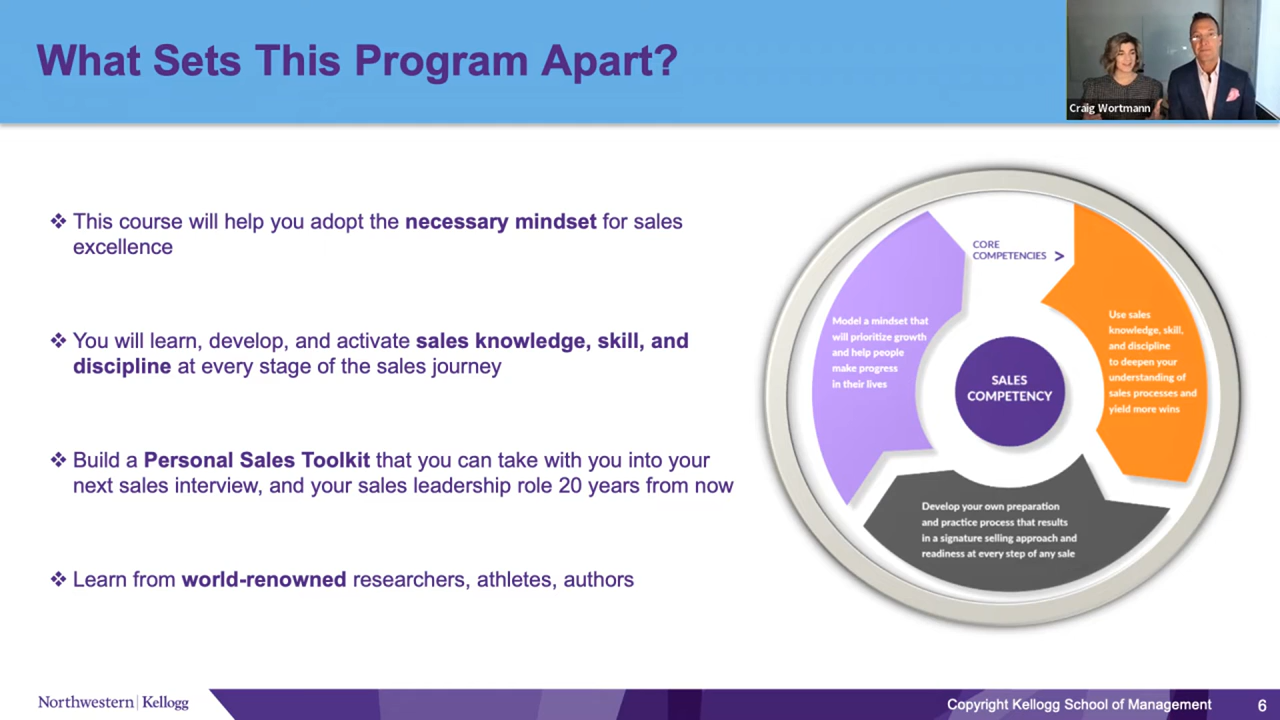 What Sets This Program Apart?
Craig Wortmann
❖ This course will help you adopt the necessary mindset for sales
excellence
❖ You will learn, develop, and activate sales knowledge, skill, and
discipline at every stage of the sales journey
❖ Build a Personal Sales Toolkit that you can take with you into your
next sales interview, and your sales leadership role 20 years from now
❖ Learn from world-renowned researchers, athletes, authors
CORE
COMPETENCIES >
Model a mindset that
will prioritize growth
and help people
make progress
in their lives
Use sales
knowledge, skill,
and discipline
to deepen your
understanding of
sales processes and
yield more wins
SALES
COMPETENCY
Develop your own preparation
and practice process that results
in a signature selling approach and
readiness at every step of any sale
Northwestern | Kellogg
Copyright Kellogg School of Management 6